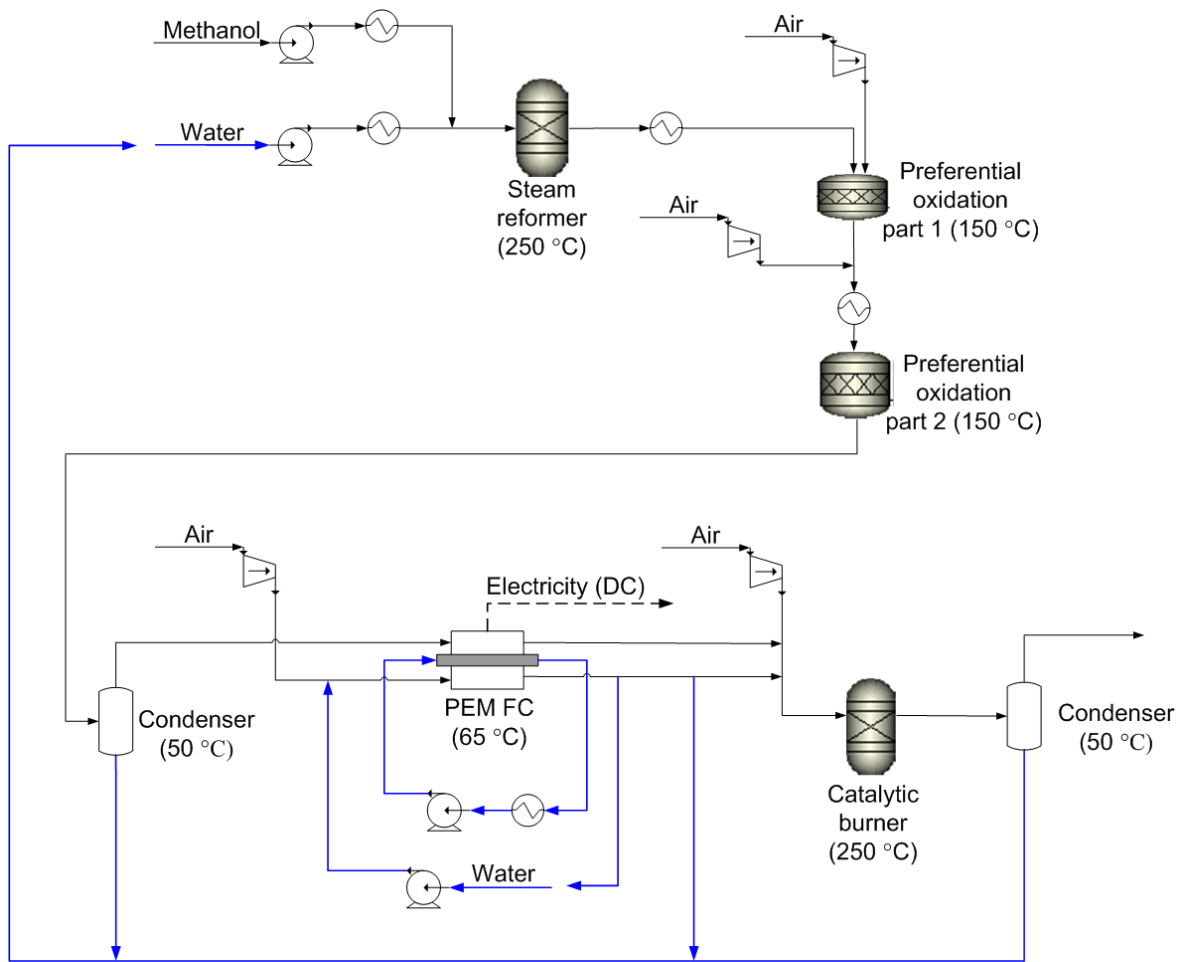 Methanol
Air
Water
Steam
reformer
(250 °C)
Preferential
oxidation
part 1 (150 °C)
Air
Preferential
oxidation
part 2 (150 °C)
Air
Air
Electricity (DC)
PEM FC
(65 °C)
Condenser
(50 °C)
Condenser
(50 °C)
Catalytic
burner
(250 °C)
Water